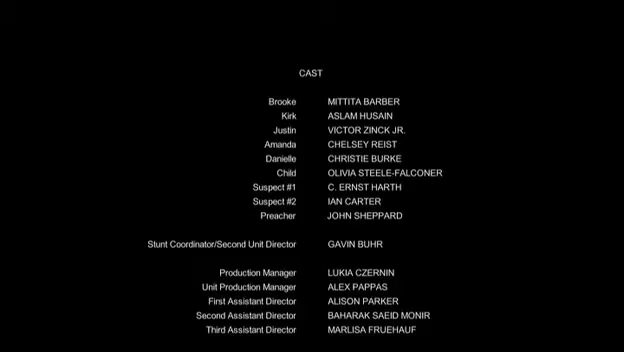 CAST
Brooke MITTITA BARBER
Kirk ASLAM HUSAIN
Justin VICTOR ZINCK JR.
Amanda CHELSEY REIST
Danielle CHRISTIE BURKE
Child OLIVIA STEELE-FALCONER
Suspect #1 C. ERNST HARTH
Suspect #2 IAN CARTER
Preacher JOHN SHEPPARD
Stunt Coordinator/Second Unit Director GAVIN BUHR
Production Manager LUKIA CZERNIN
Unit Production Manager ALEX PAPPAS
First Assistant Director ALISON PARKER
Second Assistant Director BAHARAK SAEID MONIR
Third Assistant Director MARLISA FRUEHAUF